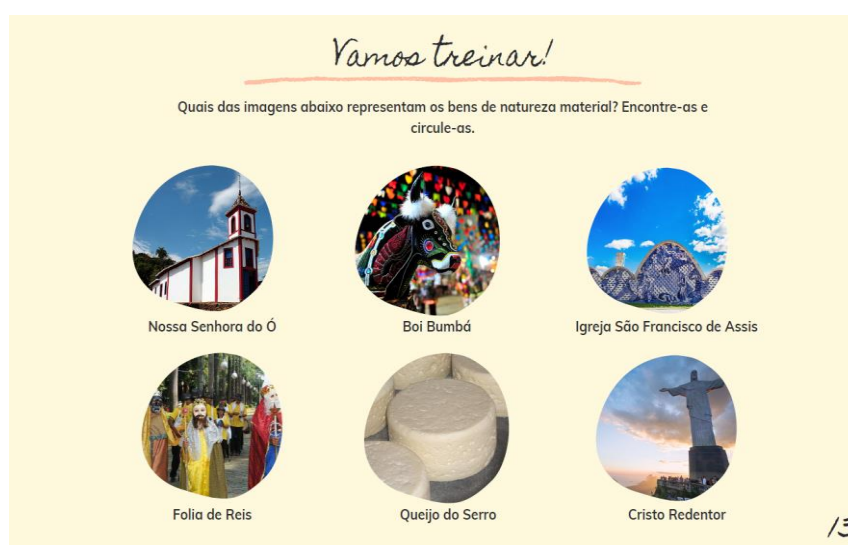 Vamos treinar!
Quais das imagens abaixo representam os bens de natureza material? Encontre-as e
circule-as.
Nossa Senhora do Ó
Boi Bumbá
Igreja São Francisco de Assis
Folia de Reis
Queijo do Serro
Cristo Redentor
13